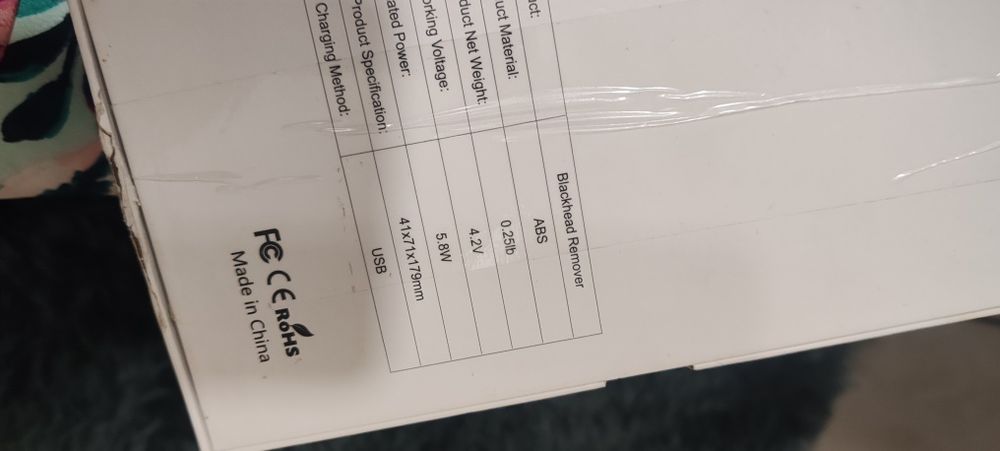 uct: Blackhead Remover
uct Material: ABS
duct Net Weight: 0.25lb
orking Voltage: 4.2V
ated Power: 5.8W
Product Specification: 41x71x179mm
Charging Method: USB
FC CE RoHS
Made in China